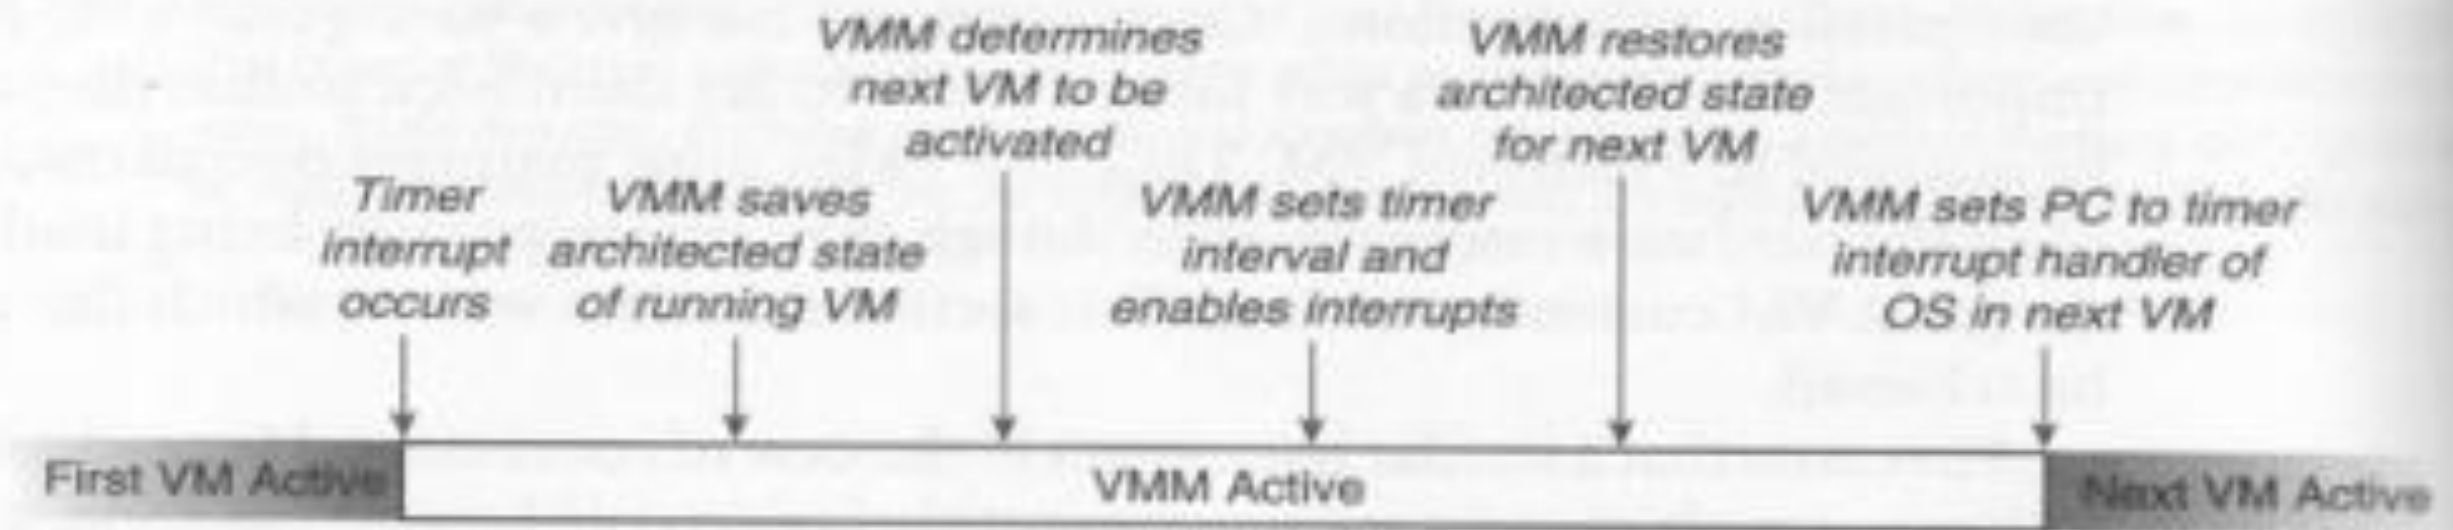 Timer
interrupt
occurs
VMM saves
architected state
of running VM
VMM determines
next VM to be
activated
VMM sets timer
interval and
enables interrupts
VMM restores
architected state
for next VM
VMM sets PC to timer
interrupt handler of
OS in next VM
First VM Active
VMM Active
Next VM Active